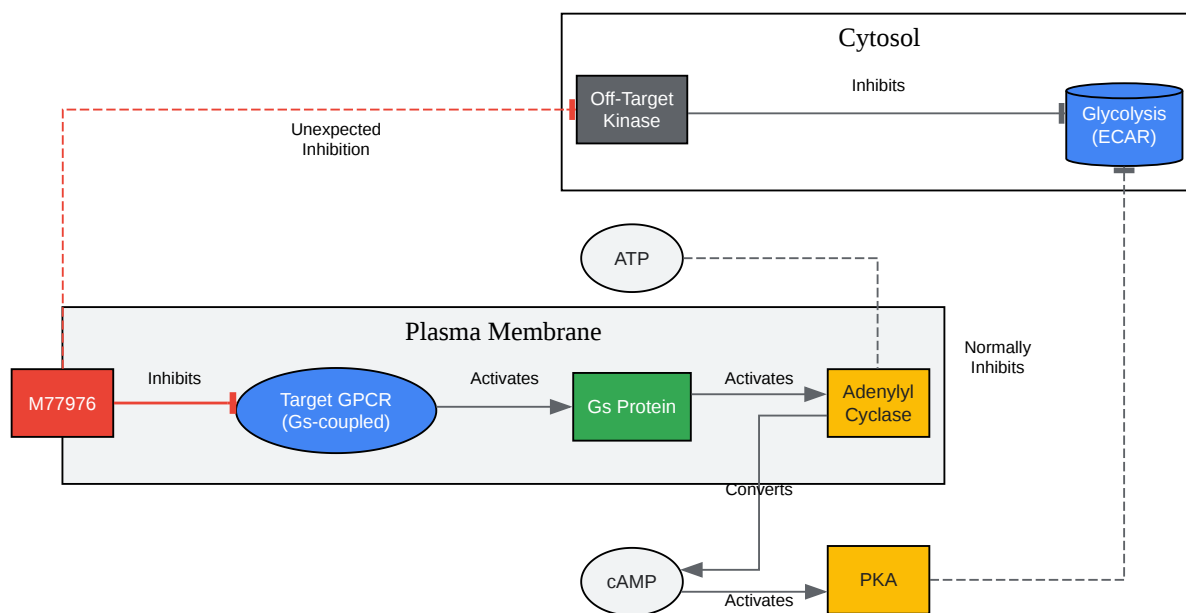 Cytosol
Inhibits
Off-Target
Kinase
Glycolysis
(ECAR)
Unexpected
Inhibition
ATP
Plasma Membrane
Normally
Inhibits
Inhibits
Activates
Activates
M77976
Target GPCR
(Gs-coupled)
Gs Protein
Adenylyl
Cyclase
Converts
cAMP
Activates
PKA